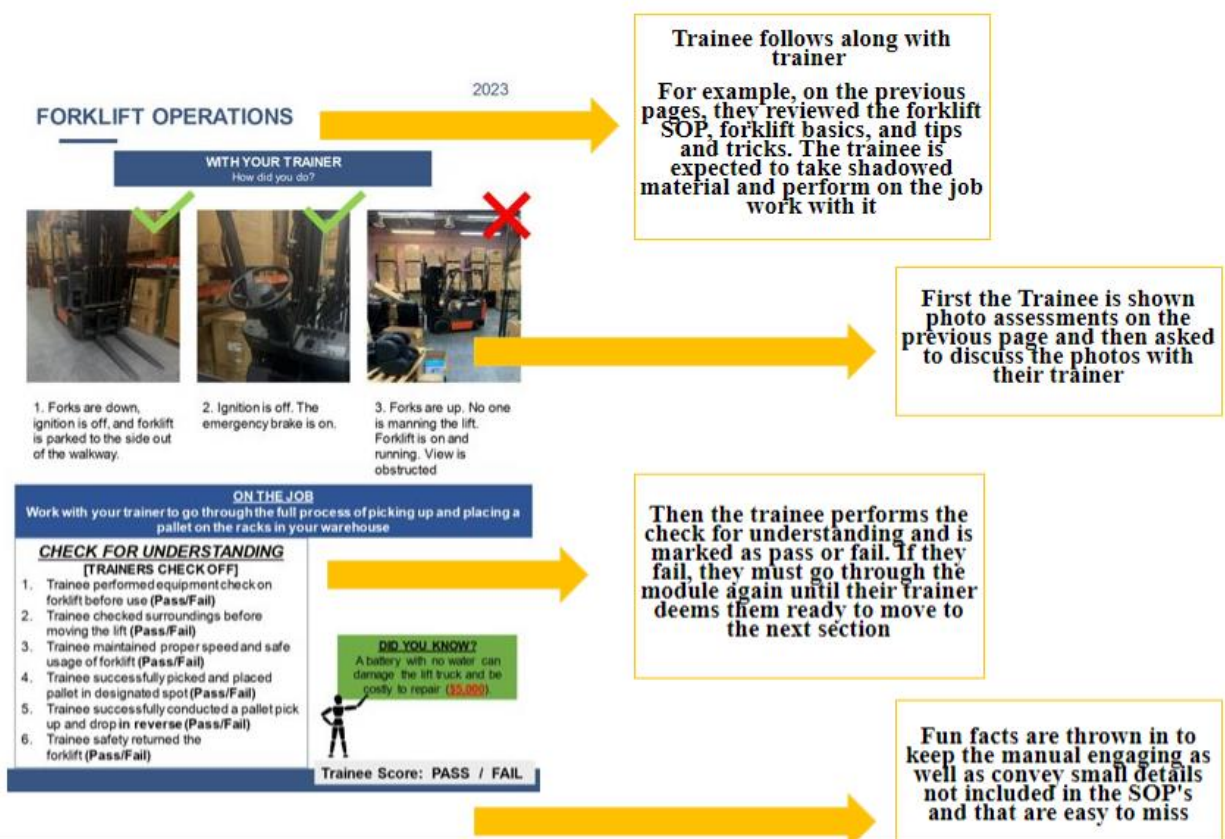 2023
FORKLIFT OPERATIONS
WITH YOUR TRAINER
How did you do?
1. Forks are down,
ignition is off, and forklift
is parked to the side out
of the walkway.
2. Ignition is off. The
emergency brake is on.
3. Forks are up. No one
is manning the lift.
Forklift is on and
running. View is
obstructed
ON THE JOB
Work with your trainer to go through the full process of picking up and placing a
pallet on the racks in your warehouse
CHECK FOR UNDERSTANDING
[TRAINERS CHECK OFF]
1. Trainee performed equipment check on
forklift before use (Pass/Fail)
2. Trainee checked surroundings before
moving the lift (Pass/Fail)
3. Trainee maintained proper speed and safe
usage of forklift (Pass/Fail)
4. Trainee successfully picked and placed
pallet in designated spot (Pass/Fail)
5. Trainee successfully conducted a pallet pick
up and drop in reverse (Pass/Fail)
6. Trainee safety returned the
forklift (Pass/Fail)
DID YOU KNOW?
A battery with no water can
damage the lift truck and be
costly to repair ($5,000).
Trainee Score: PASS / FAIL
Trainee follows along with
trainer
For example, on the previous
pages, they reviewed the forklift
SOP, forklift basics, and tips
and tricks. The trainee is
expected to take shadowed
material and perform on the job
work with it
First the Trainee is shown
photo assessments on the
previous page and then asked
to discuss the photos with
their trainer
Then the trainee performs the
check for understanding and is
marked as pass or fail. If they
fail, they must go through the
module again until their trainer
deems them ready to move to
the next section
Fun facts are thrown in to
keep the manual engaging as
well as convey small details
not included in the SOP's
and that are easy to miss